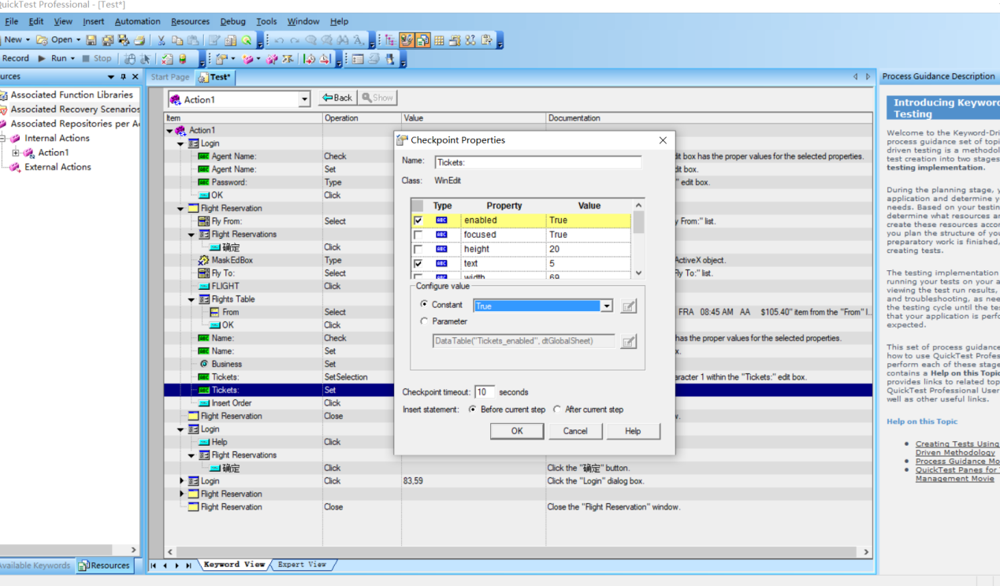 QuickTest Professional - [Test*]
File Edit View Insert Automation Resources Debug Tools Window Help
New Open
Record Run Stop
urces
Start Page Test*
Process Guidance Description
Associated Function Libraries
Associated Recovery Scenarios
Associated Repositories per A
Internal Actions
Action1
External Actions
Action1 Back Show
Item Operation Value Documentation
Action1
Login
Agent Name: Check dit box has the proper values for the selected properties.
Agent Name: Set dit box.
Password: Type " edit box.
OK Click
Flight Reservation
Fly From: Select y From:" list.
Flight Reservations
确定 Click
MaskEdBox Type ActiveX object.
Fly To: Select Fly To:" list.
FLIGHT Click
Flights Table
From Select FRA 08:45 AM AA $105.40" item from the "From" l...
OK Click
Name: Check has the proper values for the selected properties.
Name: Set x.
Business Set
Tickets: SetSelection aracter 1 within the "Tickets:" edit box.
Tickets: Set
Insert Order Click
Flight Reservation Close w.
Login
Help Click
Flight Reservations
确定 Click Click the "确定" button.
Login Click 83,59 Click the "Login" dialog box.
Flight Reservation
Flight Reservation Close Close the "Flight Reservation" window.
Checkpoint Properties
Name: Tickets:
Class: WinEdit
Type Property Value
ABC enabled True
ABC focused True
ABC height 20
ABC text 5
ABC width 69
Configure value
Constant True
Parameter
DataTable("Tickets_enabled", dtGlobalSheet)
Checkpoint timeout: 10 seconds
Insert statement: Before current step After current step
OK Cancel Help
Introducing Keyword
Testing
Welcome to the Keyword-Dri
process guidance set of topi
driven testing is a methodol
test creation into two stages
testing implementation.
During the planning stage, y
application and determine y
needs. Based on your testin
determine what resources ar
create these resources accor
you plan the structure of you
preparatory work is finished,
creating tests.
The testing implementation
running your tests on your a
viewing the test run results,
and troubleshooting, as nee
the testing cycle until the tes
that your application is perfo
expected.
This set of process guidance
how to use QuickTest Profes
perform each of these stage
contains a Help on this Topic
provides links to related top
QuickTest Professional User
well as other useful links.
Help on this Topic
Creating Tests Using
Driven Methodology
Process Guidance Mo
QuickTest Panes for
Management Movie
Available Keywords Resources
Keyword View Expert View